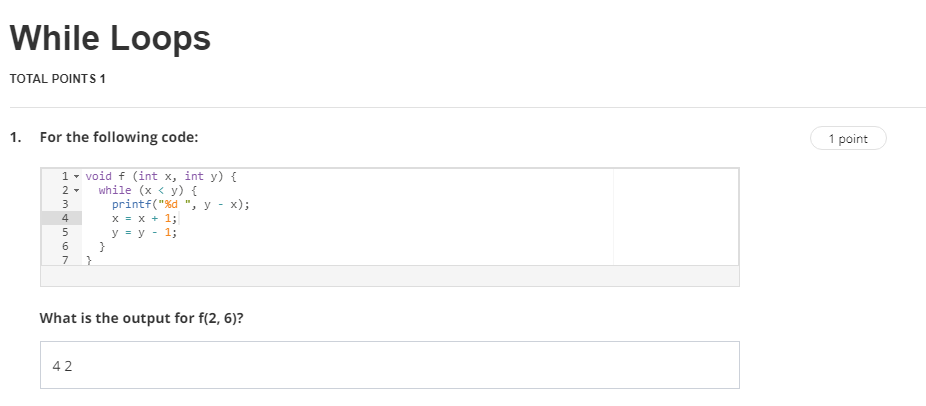 While Loops
TOTAL POINTS 1
1. For the following code:
1 point
1 void f (int x, int y) {
2 while (x < y) {
3 printf("%d ", y - x);
4 x = x + 1;
5 y = y - 1;
6 }
7 }
What is the output for f(2, 6)?
4 2